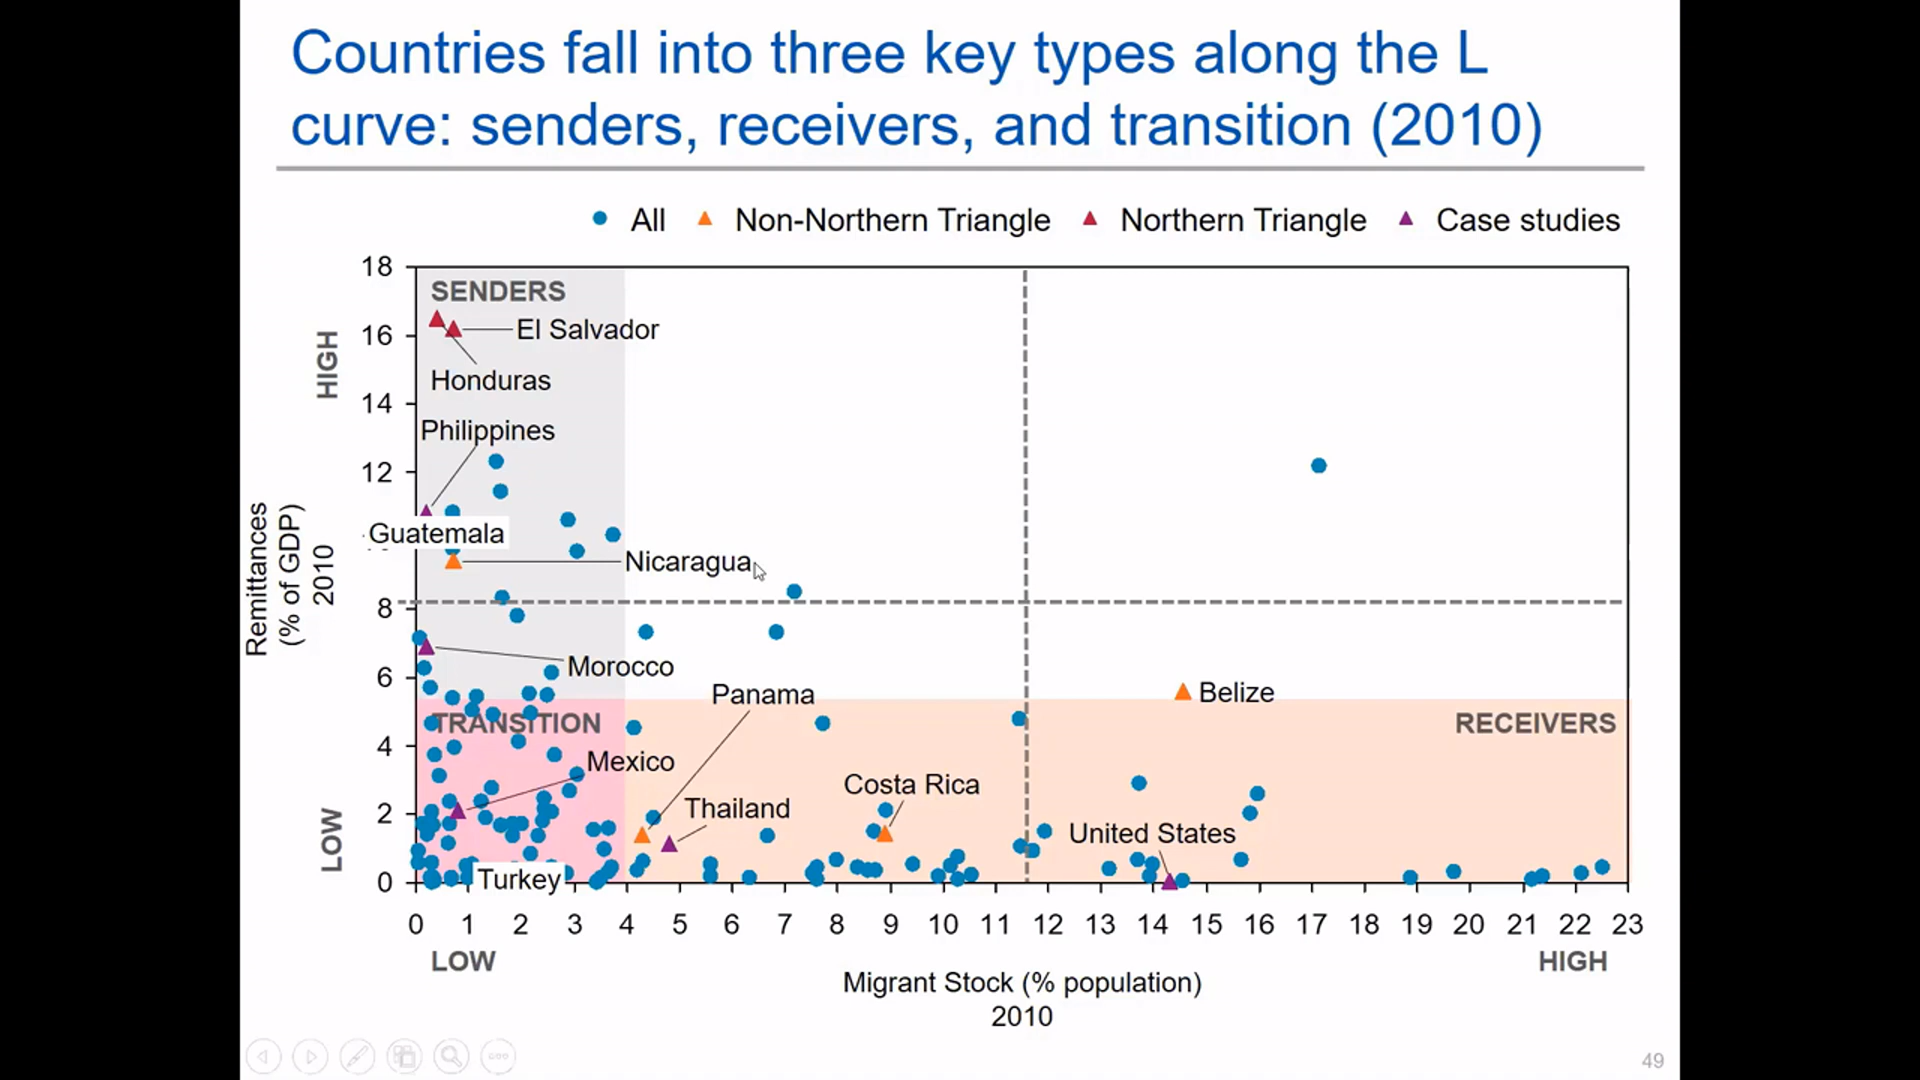 Countries fall into three key types along the L
curve: senders, receivers, and transition (2010)
All
Non-Northern Triangle
Northern Triangle
Case studies
18
SENDERS
16
El Salvador
HIGH
Honduras
14
Philippines
12
Guatemala
Nicaragua
Remittances
(% of GDP)
2010
8
Morocco
6
Panama
Belize
TRANSITION
RECEIVERS
4
Mexico
Costa Rica
Thailand
2
United States
LOW
Turkey
0
0 1 2 3 4 5 6 7 8 9 10 11 12 13 14 15 16 17 18 19 20 21 22 23
LOW
HIGH
Migrant Stock (% population)
2010
49